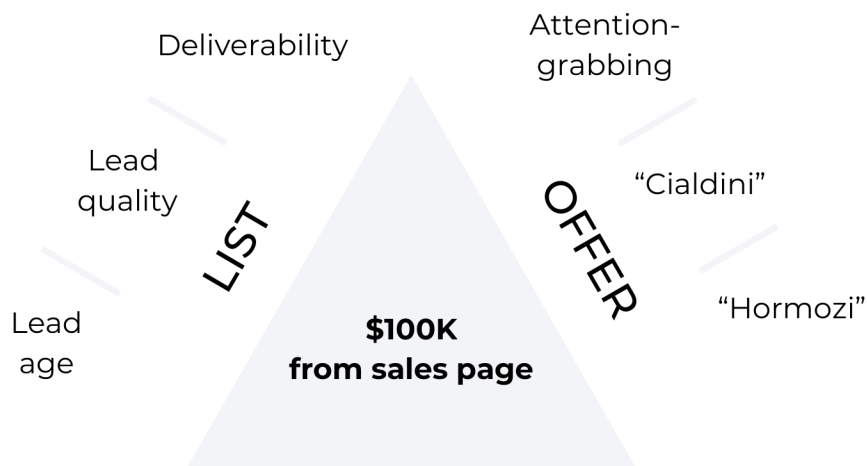 Deliverability
Lead
quality
Lead
age
LIST
$100K
from sales page
OFFER
Attention-
grabbing
“Cialdini”
“Hormozi”